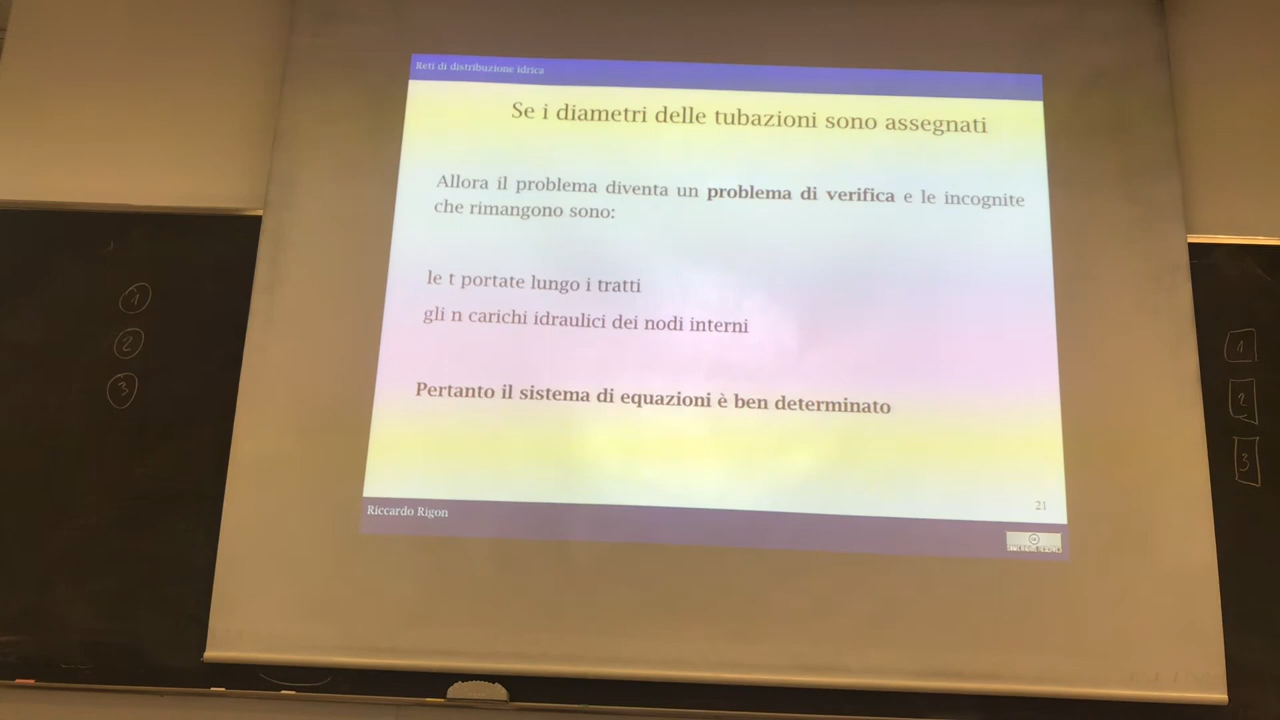 Reti di distribuzione idrica
Se i diametri delle tubazioni sono assegnati
Allora il problema diventa un problema di verifica e le incognite
che rimangono sono:
le t portate lungo i tratti
gli n carichi idraulici dei nodi interni
Pertanto il sistema di equazioni è ben determinato
21
Riccardo Rigon
1
2
3
1
2
3